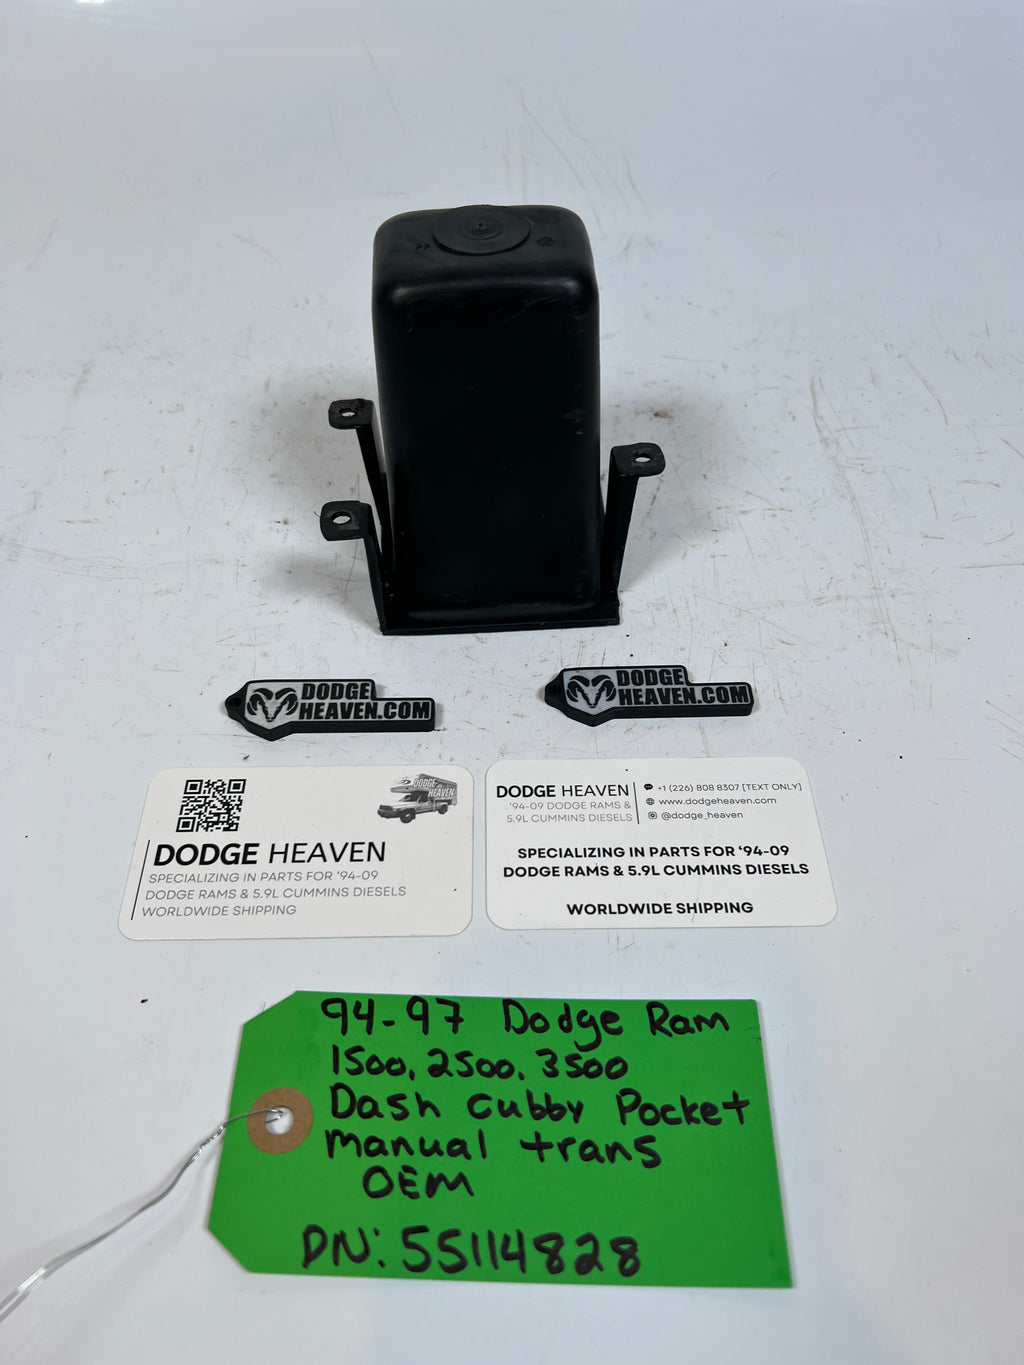 DODGE
HEAVEN.COM
DODGE
HEAVEN.COM
DODGE
HEAVEN
DODGE HEAVEN
SPECIALIZING IN PARTS FOR '94-09
DODGE RAMS & 5.9L CUMMINS DIESELS
WORLDWIDE SHIPPING
DODGE HEAVEN
'94-09 DODGE RAMS &
5.9L CUMMINS DIESELS
+1 (226) 808 8307 [TEXT ONLY]
www.dodgeheaven.com
@dodge_heaven
SPECIALIZING IN PARTS FOR '94-09
DODGE RAMS & 5.9L CUMMINS DIESELS
WORLDWIDE SHIPPING
94-97 Dodge Ram
1500, 2500, 3500
Dash cubby Pocket
manual trans
OEM
PN: 55114828